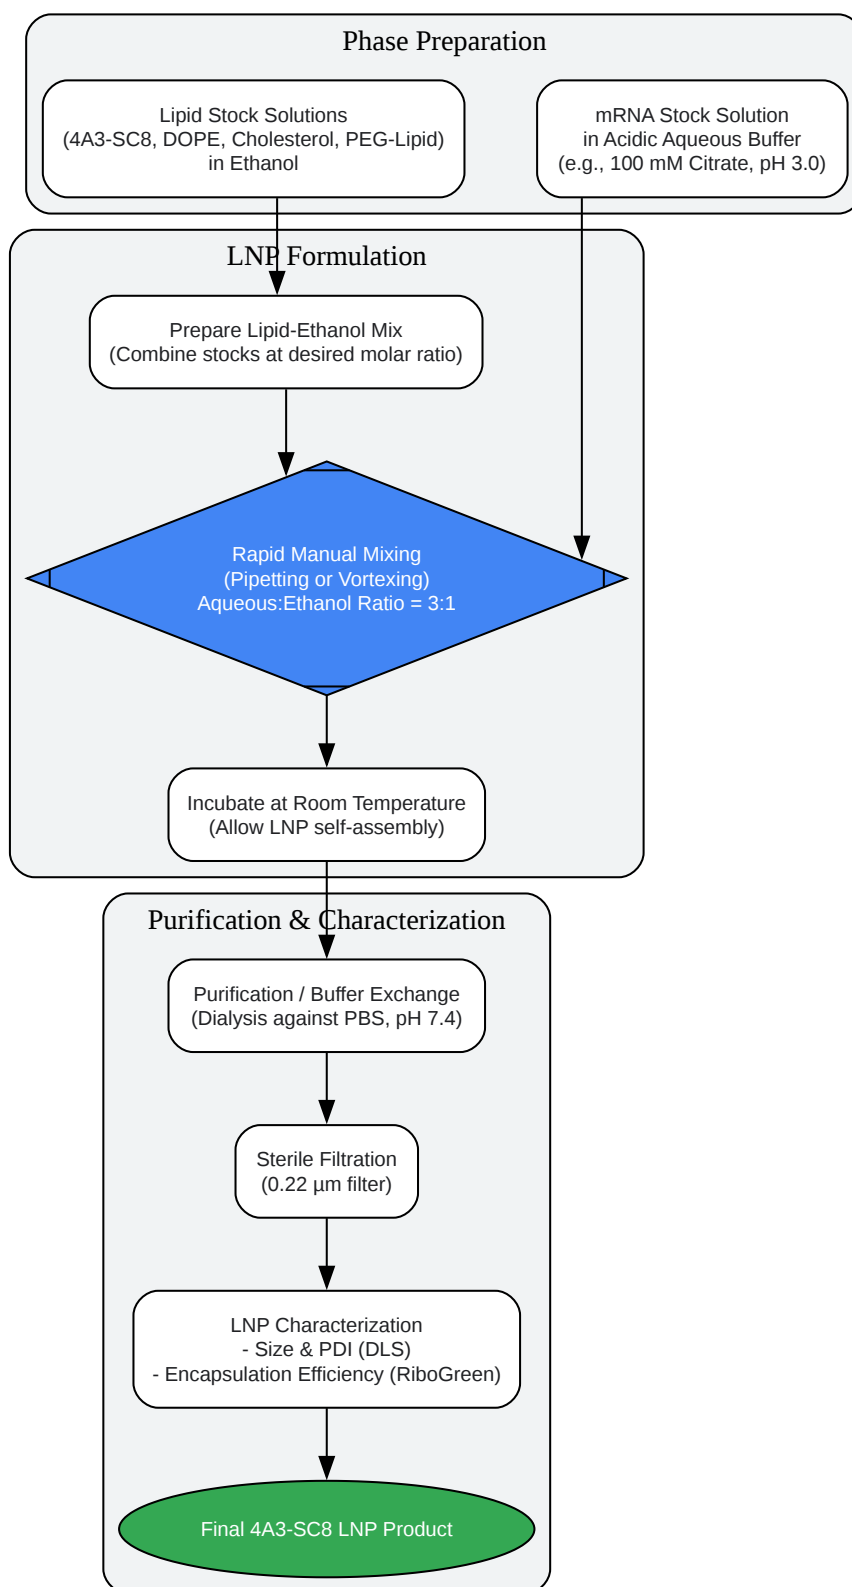 Phase Preparation
Lipid Stock Solutions
(4A3-SC8, DOPE, Cholesterol, PEG-Lipid)
in Ethanol
mRNA Stock Solution
in Acidic Aqueous Buffer
(e.g., 100 mM Citrate, pH 3.0)
LNP Formulation
Prepare Lipid-Ethanol Mix
(Combine stocks at desired molar ratio)
Rapid Manual Mixing
(Pipetting or Vortexing)
Aqueous:Ethanol Ratio = 3:1
Incubate at Room Temperature
(Allow LNP self-assembly)
Purification & Characterization
Purification / Buffer Exchange
(Dialysis against PBS, pH 7.4)
Sterile Filtration
(0.22 µm filter)
LNP Characterization
- Size & PDI (DLS)
- Encapsulation Efficiency (RiboGreen)
Final 4A3-SC8 LNP Product